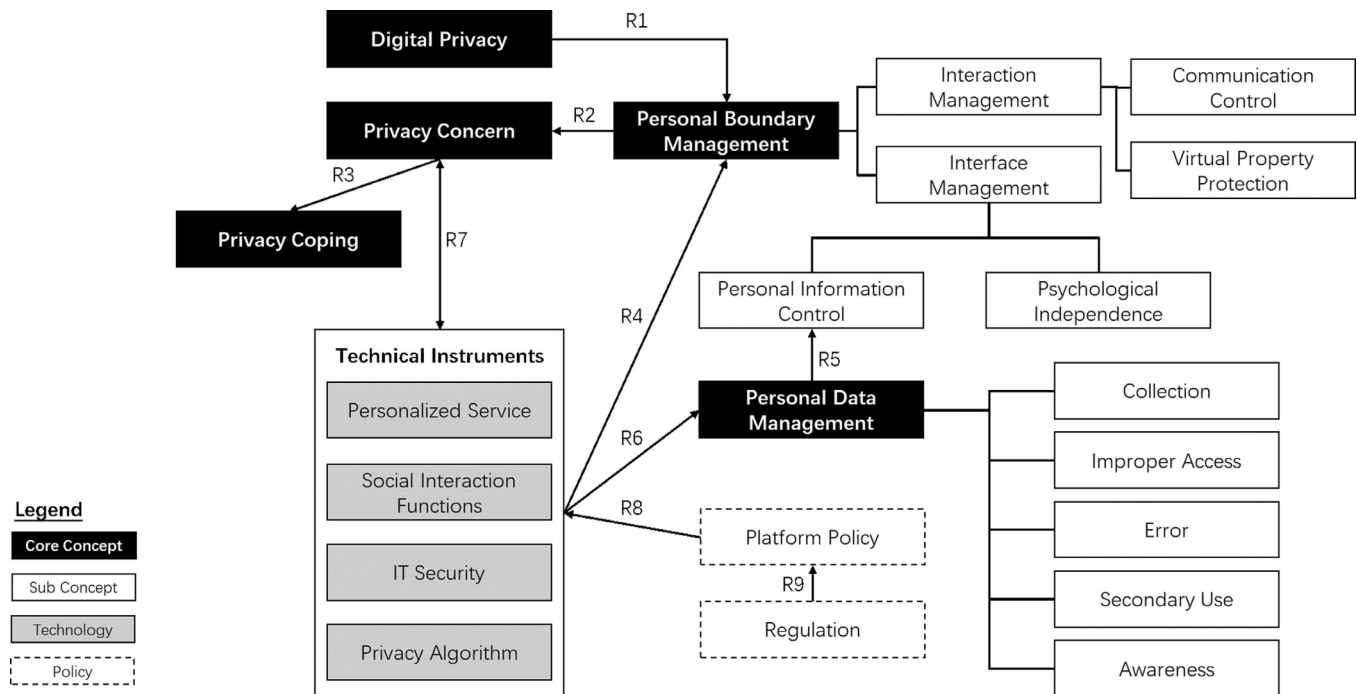 Digital Privacy
R1
Interaction
Management
Communication
Control
Privacy Concern
R2
Personal Boundary
Management
R3
Interface
Management
Virtual Property
Protection
Privacy Coping
R7
R4
Personal Information
Control
Psychological
Independence
Technical Instruments
R5
Personalized Service
Personal Data
Management
Collection
R6
Social Interaction
Functions
Improper Access
Legend
R8
Platform Policy
Error
Core Concept
IT Security
R9
Sub Concept
Regulation
Secondary Use
Technology
Privacy Algorithm
Policy
Awareness